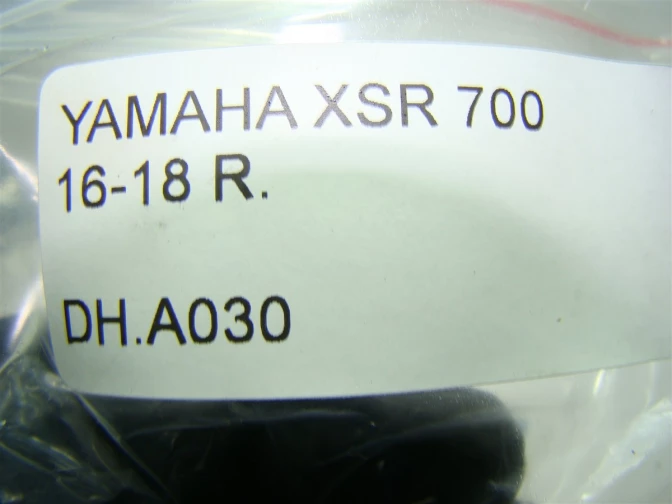 YAMAHA XSR 700
16-18 R.
DH.A030